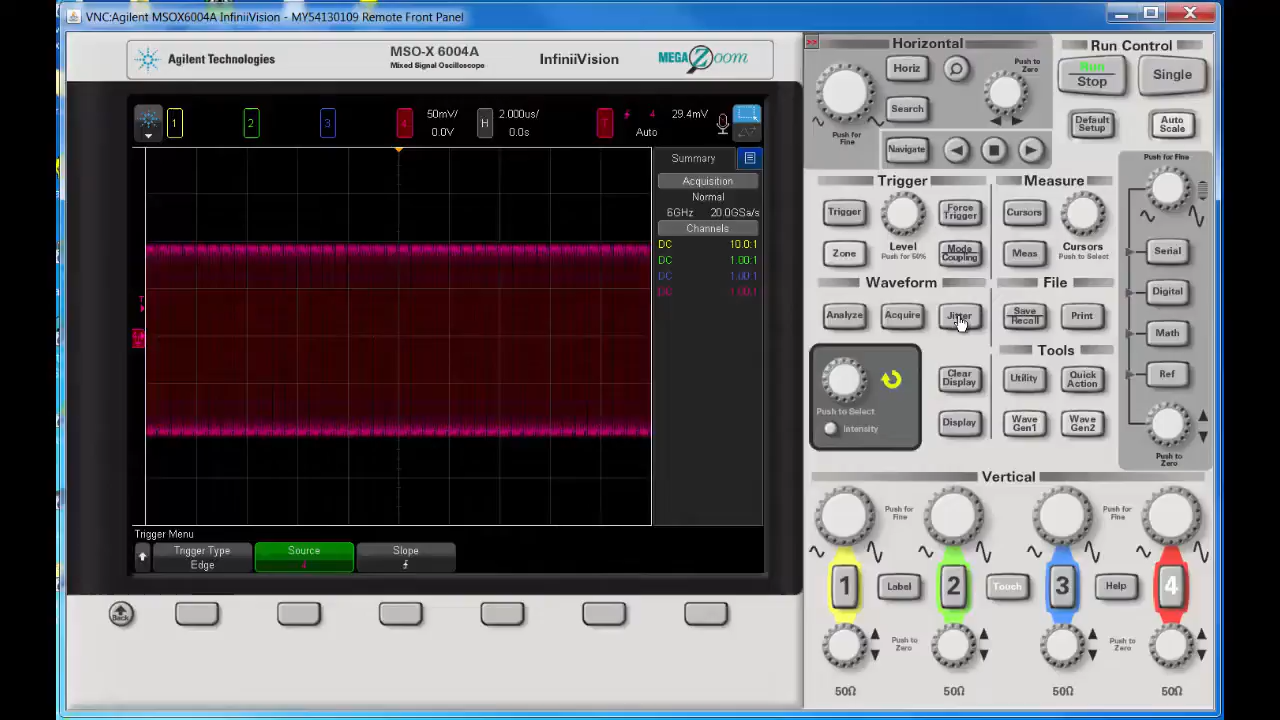 VNC:Agilent MSOX6004A InfiniiVision - MY54130109 Remote Front Panel
Agilent Technologies
MSO-X 6004A
Mixed Signal Oscilloscope
InfiniiVision
MEGA Zoom
1
2
3
4
50mV/
0.0V
H
2.000us/
0.0s
T
4
Auto
29.4mV
Summary
Acquisition
Normal
6GHz 20.0GSa/s
Channels
DC 10.0:1
DC 1.00:1
DC 1.00:1
DC 1.00:1
T
Trigger Menu
Trigger Type
Edge
Source
4
Slope
Back
>>
Horizontal
Horiz
Search
Push for
Fine
Push to
Zero
Navigate
Run Control
Run
Stop
Single
Default
Setup
Auto
Scale
Trigger
Trigger
Level
Push for 50%
Force
Trigger
Zone
Mode
Coupling
Measure
Cursors
Meas
Cursors
Push to Select
Waveform
Analyze
Acquire
Jitter
File
Save
Recall
Print
Push to Select
Intensity
Clear
Display
Display
Tools
Utility
Quick
Action
Wave
Gen1
Wave
Gen2
Push for Fine
Serial
Digital
Math
Ref
Push to
Zero
Vertical
Push for
Fine
Push for
Fine
1
Label
2
Touch
3
Help
4
Push to
Zero
Push to
Zero
50Ω
50Ω
50Ω
50Ω